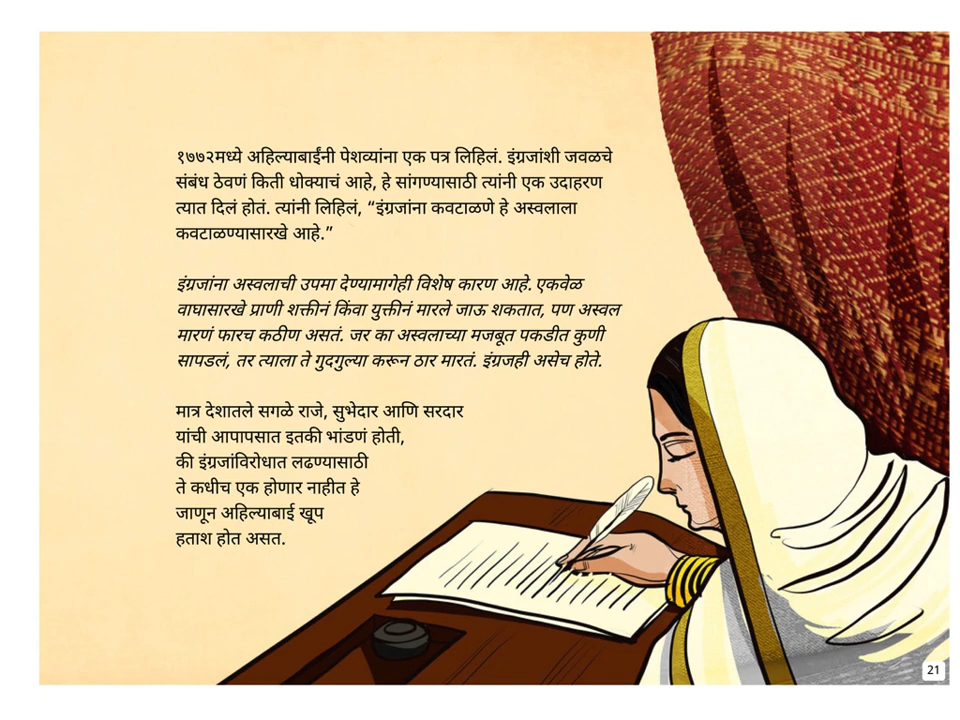 १७७२मध्ये अहिल्याबाईंनी पेशव्यांना एक पत्र लिहिलं. इंग्रजांशी जवळचे
संबंध ठेवणं किती धोक्याचं आहे, हे सांगण्यासाठी त्यांनी एक उदाहरण
त्यात दिलं होतं. त्यांनी लिहिलं, “इंग्रजांना कवटाळणे हे अस्वलाला
कवटाळण्यासारखे आहे.”
इंग्रजांना अस्वलाची उपमा देण्यामागेही विशेष कारण आहे. एकवेळ
वाघासारखे प्राणी शक्तीनं किंवा युक्तीनं मारले जाऊ शकतात, पण अस्वल
मारणं फारच कठीण असतं. जर का अस्वलाच्या मजबूत पकडीत कुणी
सापडलं, तर त्याला ते गुदगुल्या करून ठार मारतं. इंग्रजही असेच होते.
मात्र देशातले सगळे राजे, सुभेदार आणि सरदार
यांची आपापसात इतकी भांडणं होती,
की इंग्रजांविरोधात लढण्यासाठी
ते कधीच एक होणार नाहीत हे
जाणून अहिल्याबाई खूप
हताश होत असत.
21